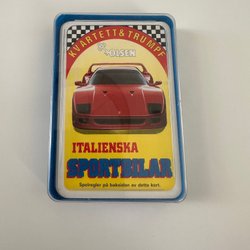 KVARTETT & TRUMPF
OLSEN
ITALIENSKA
SPORTBILAR
Spelregler på baksidan av detta kort.